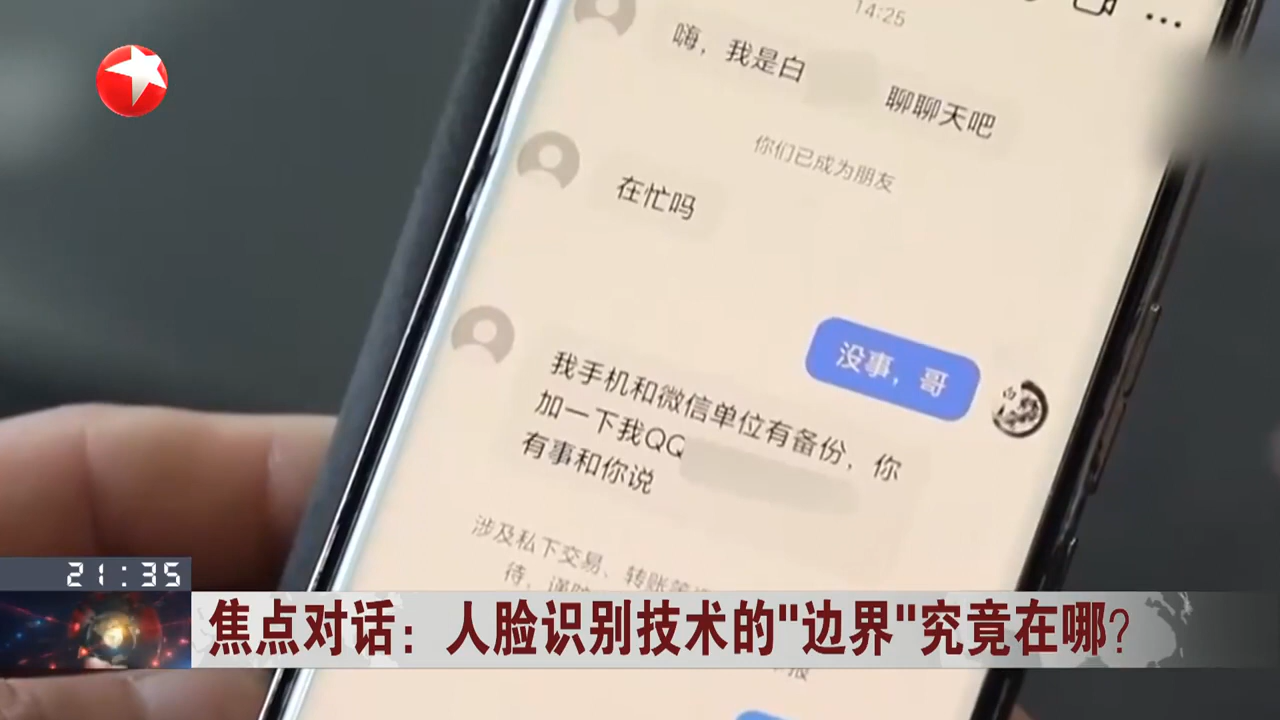 14:25
嗨，我是白
聊聊天吧
你们已成为朋友
在忙吗
没事，哥
我手机和微信单位有备份，你
加一下我QQ
有事和你说
涉及私下交易、转账等
待，谨
21:35
焦点对话：人脸识别技术的"边界"究竟在哪?